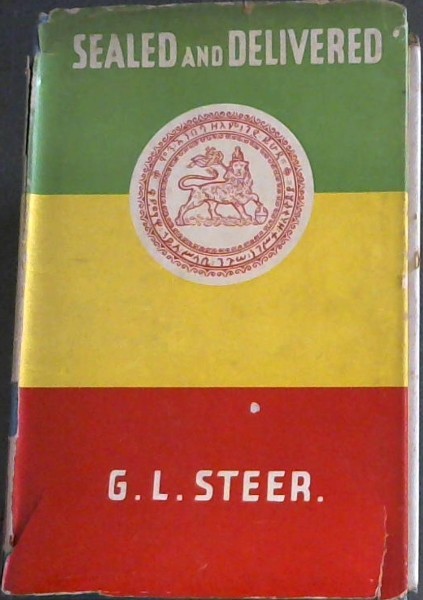 SEALED AND DELIVERED
G. L. STEER.